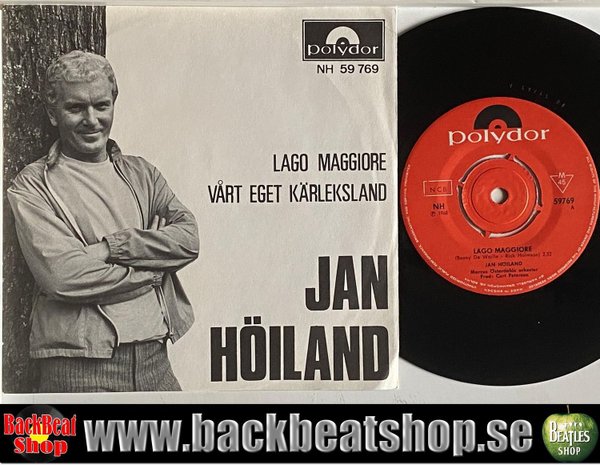 Polydor
NH 59 769
LAGO MAGGIORE
VÅRT EGET KÄRLEKSLAND
JAN
HÖILAND
Polydor
NCB
M
45
NH
59769
A
LAGO MAGGIORE
JAN HÖILAND
BackBeat
Shop
www.backbeatshop.se
BEATLES
SHOP